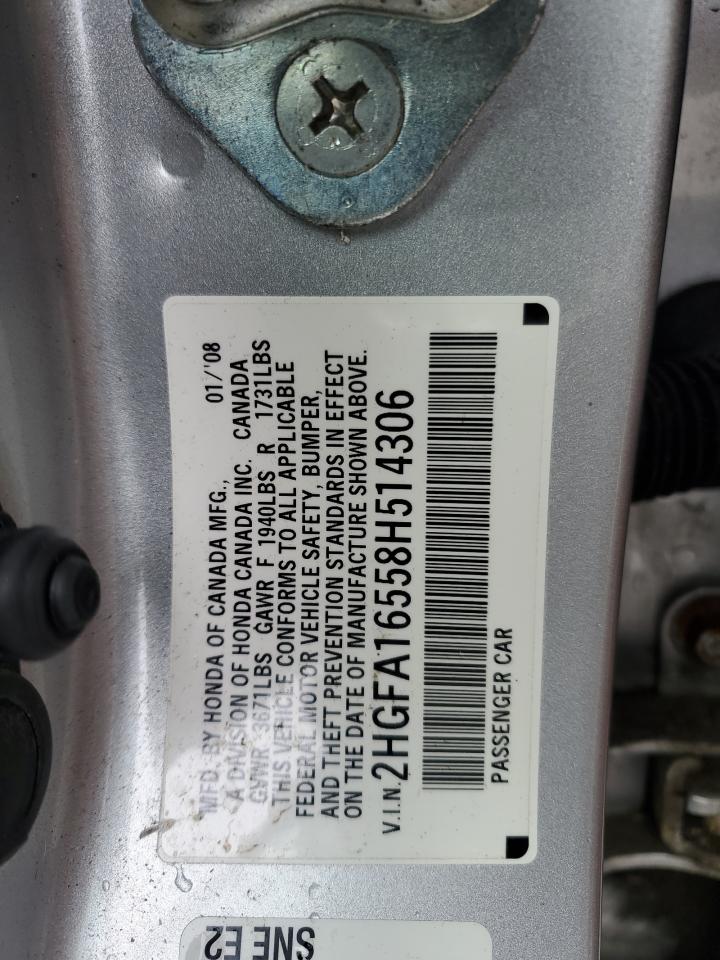 MFD. BY HONDA OF CANADA MFG., 01/'08
A DIVISION OF HONDA CANADA INC. CANADA
GVWR 3671LBS GAWR F 1940LBS R 1731LBS
THIS VEHICLE CONFORMS TO ALL APPLICABLE
FEDERAL MOTOR VEHICLE SAFETY, BUMPER,
AND THEFT PREVENTION STANDARDS IN EFFECT
ON THE DATE OF MANUFACTURE SHOWN ABOVE.
V.I.N. 2HGFA16558H514306
PASSENGER CAR
SNE E2